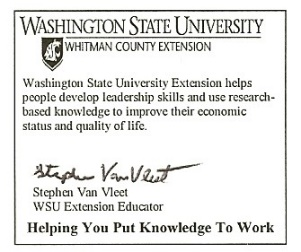 WASHINGTON STATE UNIVERSITY
WHITMAN COUNTY EXTENSION
Washington State University Extension helps
people develop leadership skills and use research-
based knowledge to improve their economic
status and quality of life.
Stephen Van Vleet
Stephen Van Vleet
WSU Extension Educator
Helping You Put Knowledge To Work